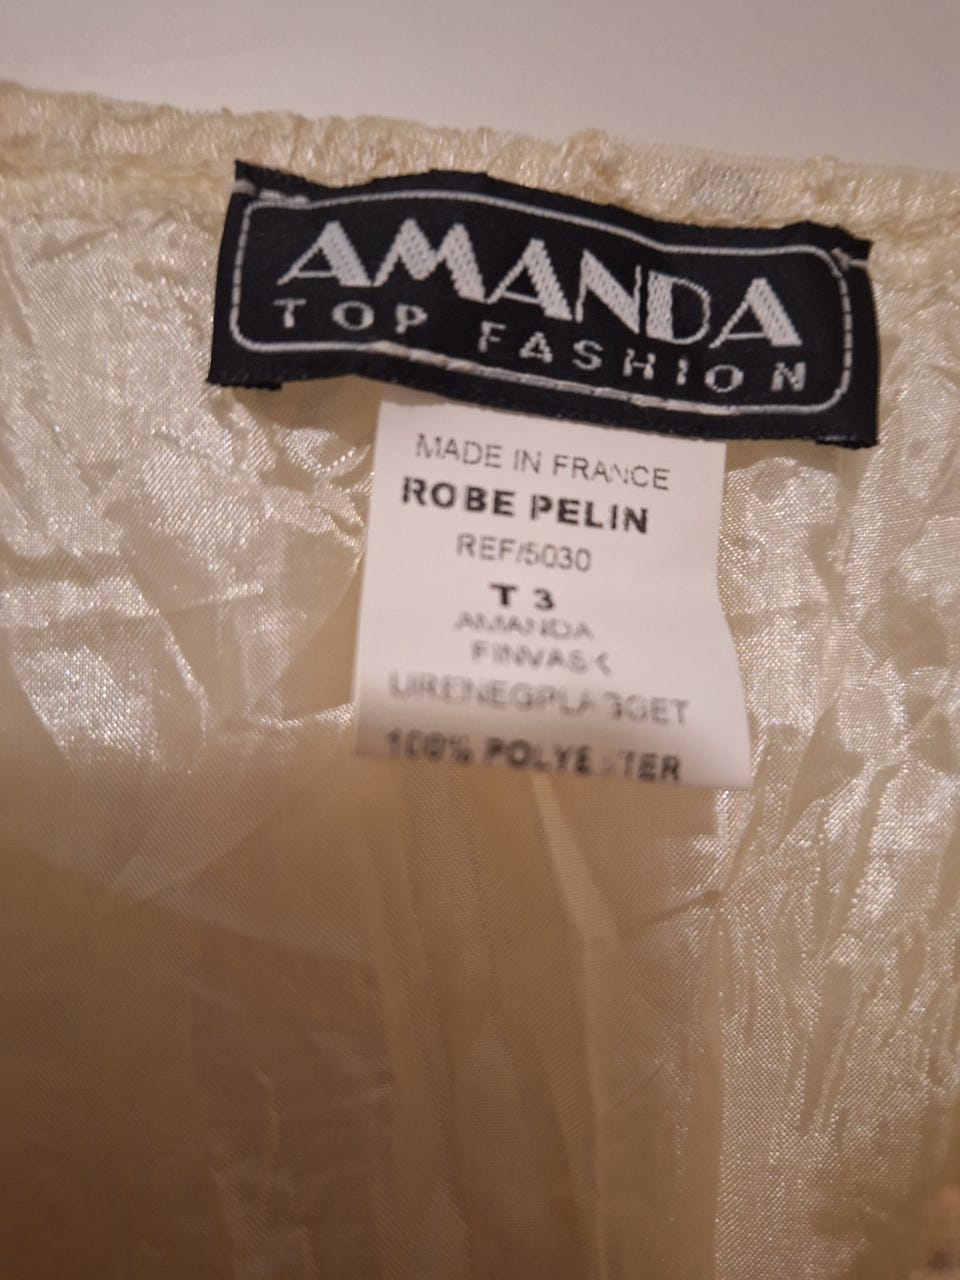 AMANDA
TOP FASHION
MADE IN FRANCE
ROBE PELIN
REF/5030
T 3
AMANDA
100%